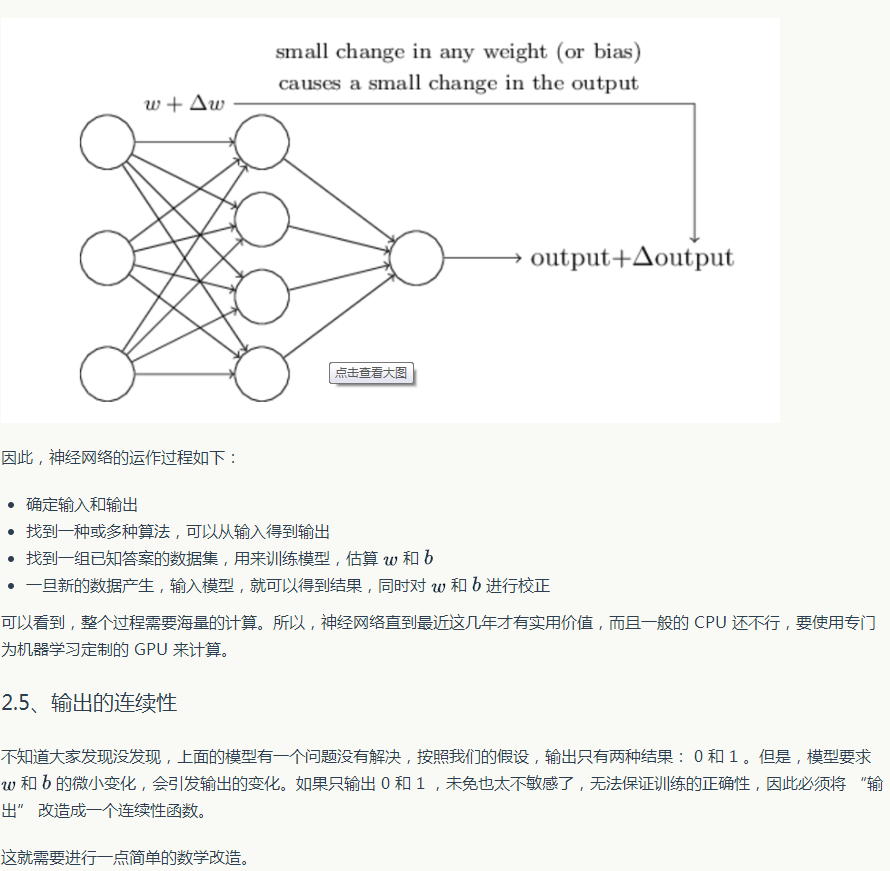 small change in any weight (or bias)
causes a small change in the output
w + Δw
output+Δoutput
点击查看大图
因此，神经网络的运作过程如下：
• 确定输入和输出
• 找到一种或多种算法，可以从输入得到输出
• 找到一组已知答案的数据集，用来训练模型，估算 w 和 b
• 一旦新的数据产生，输入模型，就可以得到结果，同时对 w 和 b 进行校正
可以看到，整个过程需要海量的计算。所以，神经网络直到最近这几年才有实用价值，而且一般的 CPU 还不行，要使用专门
为机器学习定制的 GPU 来计算。
2.5、输出的连续性
不知道大家发现没发现，上面的模型有一个问题没有解决，按照我们的假设，输出只有两种结果：0 和 1 。但是，模型要求
w 和 b 的微小变化，会引发输出的变化。如果只输出 0 和 1 ，未免也太不敏感了，无法保证训练的正确性，因此必须将 “输
出” 改造成一个连续性函数。
这就需要进行一点简单的数学改造。